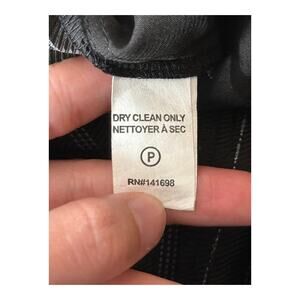 DRY CLEAN ONLY
NETTOYER À SEC
P
RN#141698